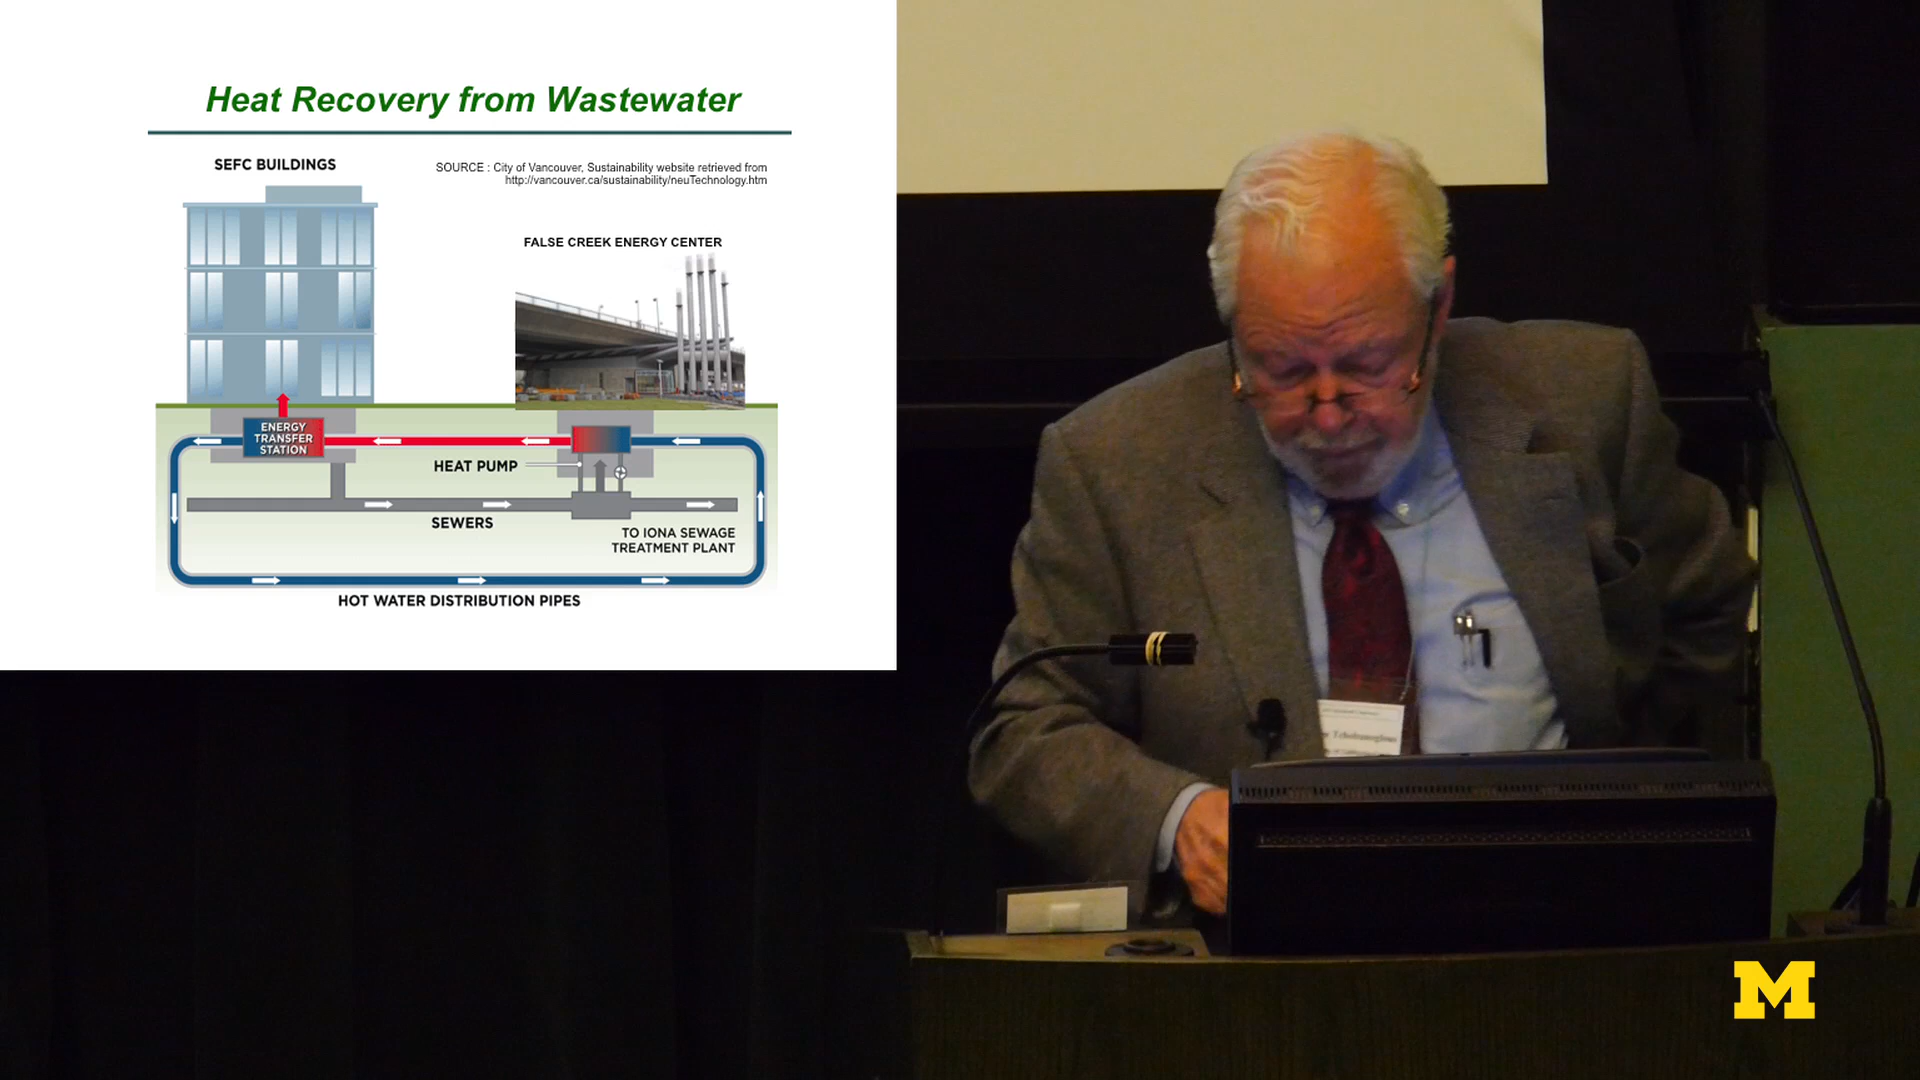 Heat Recovery from Wastewater
SEFC BUILDINGS
SOURCE : City of Vancouver, Sustainability website retrieved from
http://vancouver.ca/sustainability/neuTechnology.htm
FALSE CREEK ENERGY CENTER
ENERGY
TRANSFER
STATION
HEAT PUMP
SEWERS
TO IONA SEWAGE
TREATMENT PLANT
HOT WATER DISTRIBUTION PIPES
Tchobanoglous
M